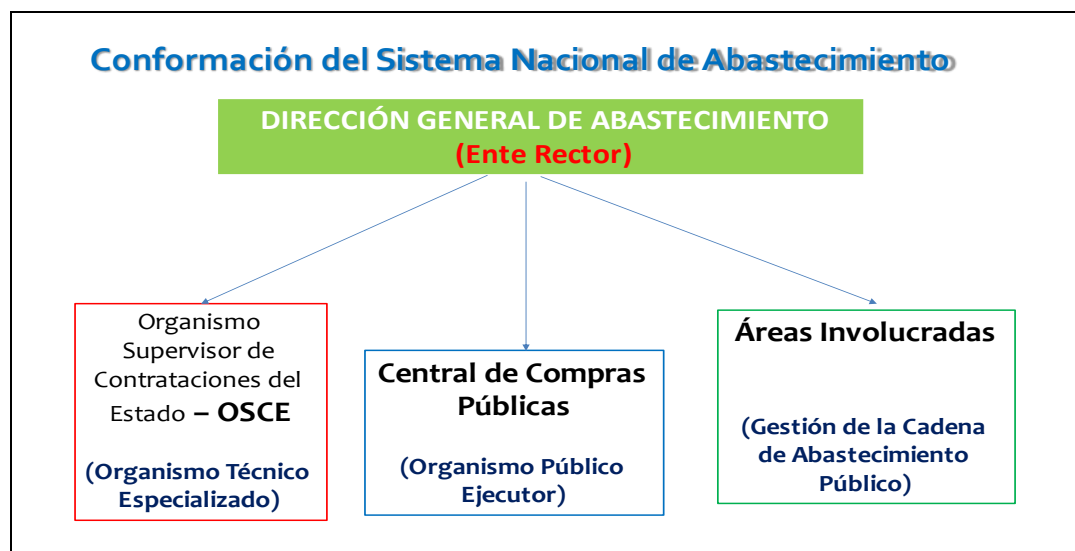 Conformación del Sistema Nacional de Abastecimiento
DIRECCIÓN GENERAL DE ABASTECIMIENTO
(Ente Rector)
Organismo
Supervisor de
Contrataciones del
Estado – OSCE
(Organismo Técnico
Especializado)
Central de Compras
Públicas
(Organismo Público
Ejecutor)
Áreas Involucradas
(Gestión de la Cadena
de Abastecimiento
Público)